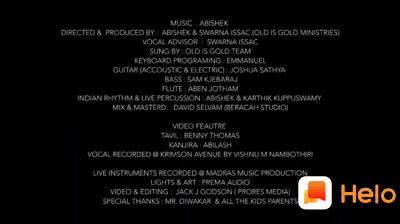 MUSIC : ABISHEK
DIRECTED & PRODUCED BY : ABISHEK & SWARNA ISSAC (OLD IS GOLD MINISTRIES)
VOCAL ADVISOR : SWARNA ISSAC
SUNG BY : OLD IS GOLD TEAM
KEYBOARD PROGRAMING : EMMANUEL
GUITAR (ACCOUSTIC & ELECTRIC) : JOSHUA SATHYA
BASS : SAM KJEBARAJ
FLUTE : ABEN JOTHAM
INDIAN RHYTHM & LIVE PERCUSSION : ABISHEK & KARTHIK KUPPUSWAMY
MIX & MASTERD. : DAVID SELVAM (BERACAH STUDIO)
VIDEO FEAUTRE
TAVIL : BENNY THOMAS
KANJIRA : ABILASH
VOCAL RECORDED @ KRIMSON AVENUE BY VISHNU M NAMBOTHIRI
LIVE INSTRUMENTS RECORDED @ MADRAS MUSIC PRODUCTION
LIGHTS & ART : PREMA AUDIO
VIDEO & EDITING : JACK J GODSON ( PRORES MEDIA)
SPECIAL THANKS : MR. DIWAKAR & ALL THE KIDS PARENTS
Helo